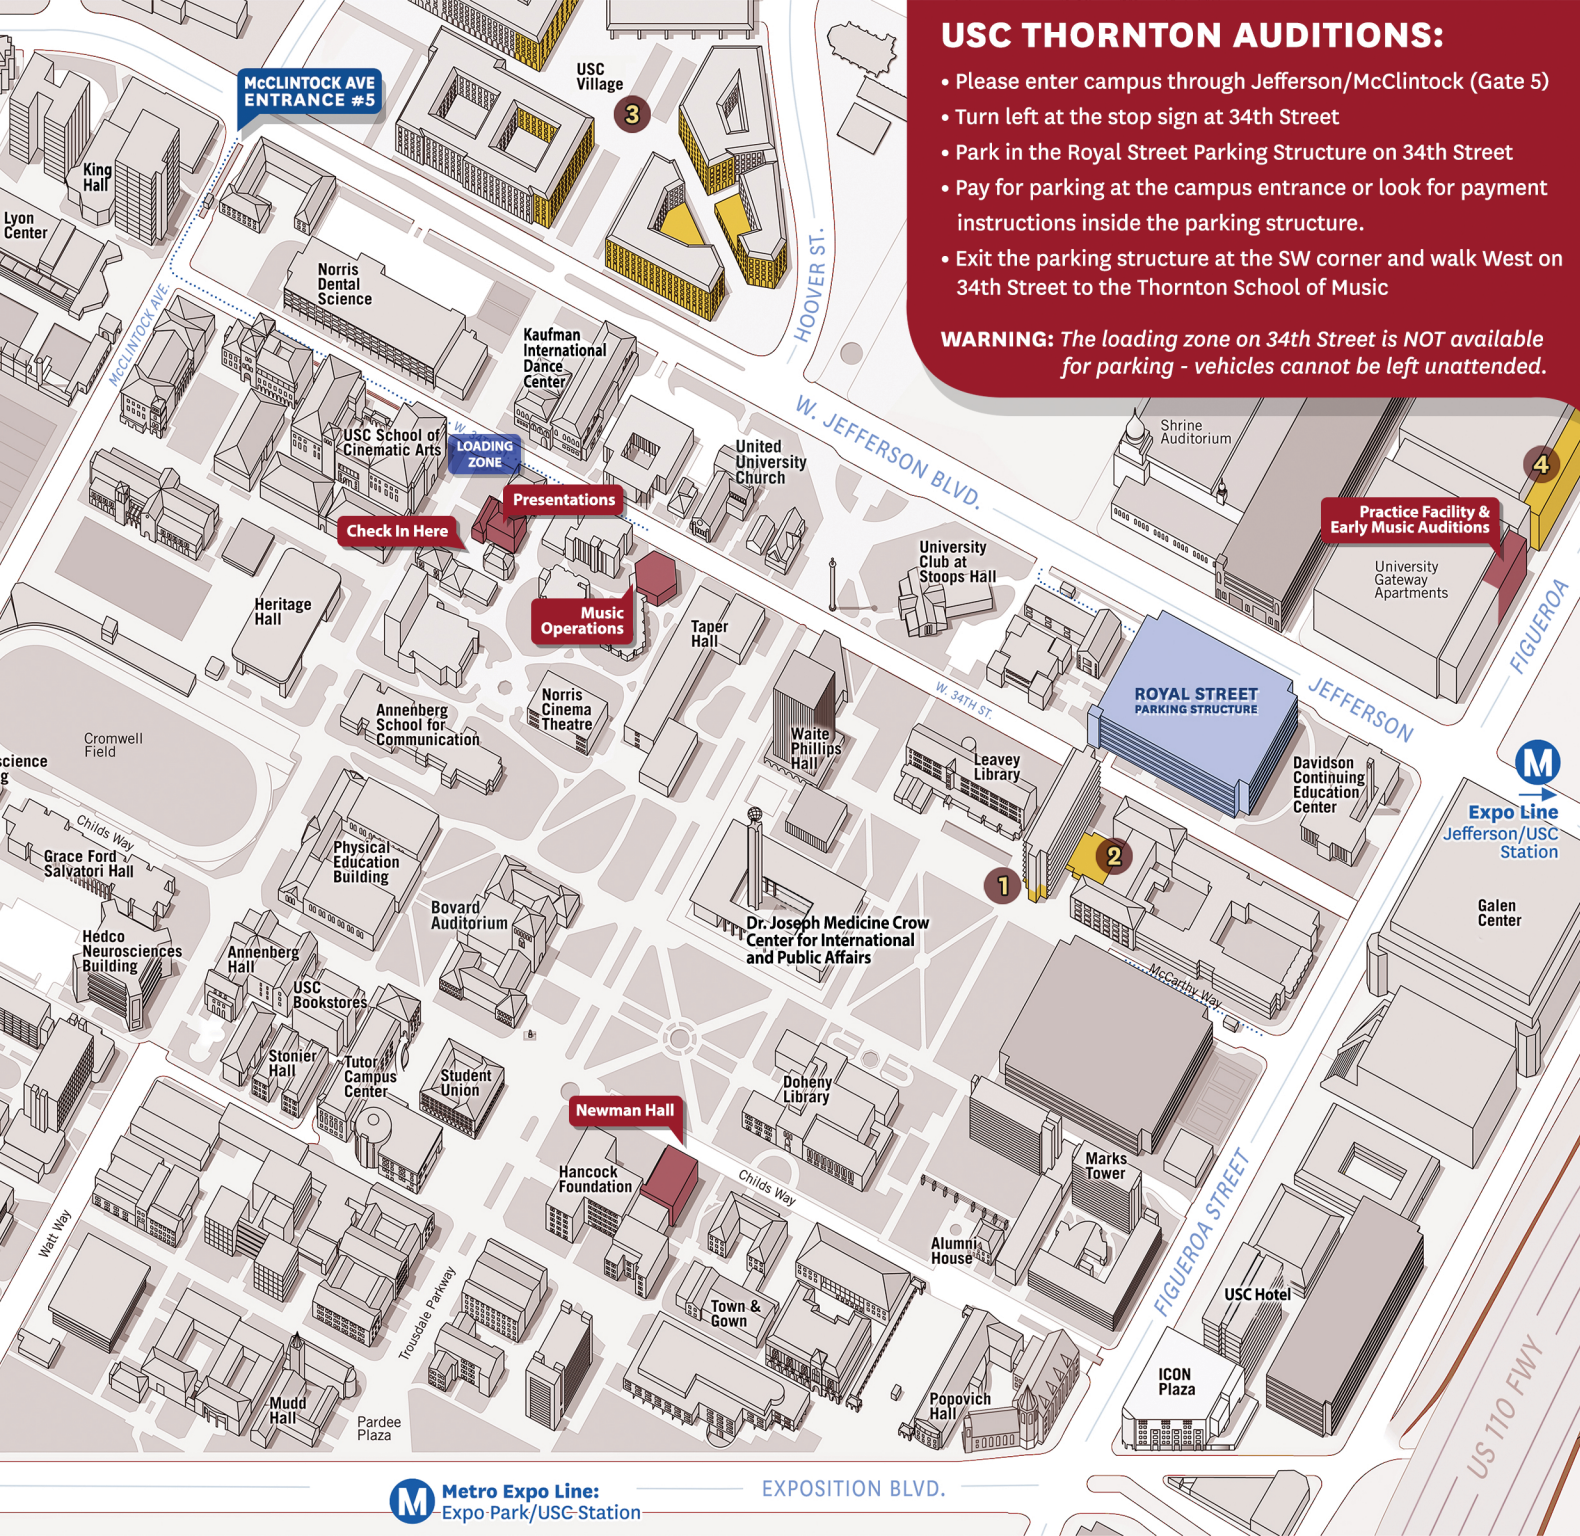 USC THORNTON AUDITIONS:
• Please enter campus through Jefferson/McClintock (Gate 5)
• Turn left at the stop sign at 34th Street
• Park in the Royal Street Parking Structure on 34th Street
• Pay for parking at the campus entrance or look for payment
instructions inside the parking structure.
• Exit the parking structure at the SW corner and walk West on
34th Street to the Thornton School of Music
WARNING: The loading zone on 34th Street is NOT available
for parking - vehicles cannot be left unattended.
McCLINTOCK AVE
ENTRANCE #5
USC
Village
3
King
Hall
Lyon
Center
Norris
Dental
Science
McCLINTOCK AVE.
HOOVER ST.
Kaufman
International
Dance
Center
W. JEFFERSON BLVD.
Shrine
Auditorium
4
USC School of
Cinematic Arts
LOADING
ZONE
United
University
Church
Presentations
Check In Here
Practice Facility &
Early Music Auditions
University
Club at
Stoops Hall
University
Gateway
Apartments
FIGUEROA
Heritage
Hall
Music
Operations
Taper
Hall
W. 34TH ST.
ROYAL STREET
PARKING STRUCTURE
JEFFERSON
Annenberg
School for
Communication
Norris
Cinema
Theatre
Waite
Phillips
Hall
Leavey
Library
Cromwell
Field
Davidson
Continuing
Education
Center
M
Expo Line
Jefferson/USC
Station
science
g
Childs Way
Grace Ford
Salvatori Hall
Physical
Education
Building
1
2
Bovard
Auditorium
Dr. Joseph Medicine Crow
Center for International
and Public Affairs
Galen
Center
Hedco
Neurosciences
Building
Annenberg
Hall
USC
Bookstores
McCarthy Way
Stonier
Hall
Tutor
Campus
Center
Student
Union
Doheny
Library
Newman Hall
Hancock
Foundation
Childs Way
Marks
Tower
Watt Way
Alumni
House
FIGUEROA STREET
Trousdale Parkway
Town &
Gown
USC Hotel
ICON
Plaza
Mudd
Hall
Pardee
Plaza
Popovich
Hall
US 110 FWY
M
Metro Expo Line:
Expo Park/USC Station
EXPOSITION BLVD.